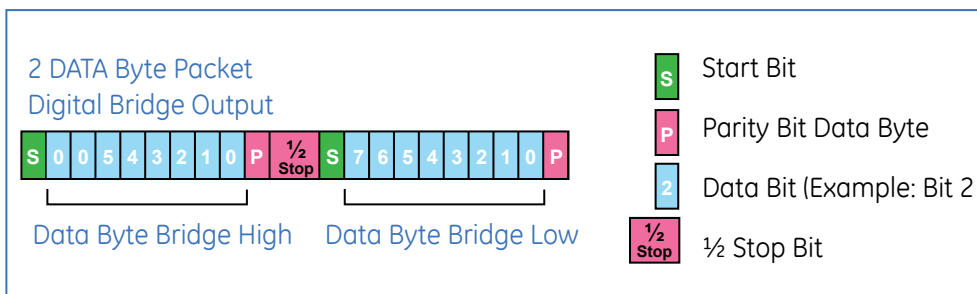 2 DATA Byte Packet
Digital Bridge Output
S 0 0 5 4 3 2 1 0 P ½ Stop S 7 6 5 4 3 2 1 0 P
Data Byte Bridge High Data Byte Bridge Low
S Start Bit
P Parity Bit Data Byte
2 Data Bit (Example: Bit 2
½ Stop ½ Stop Bit